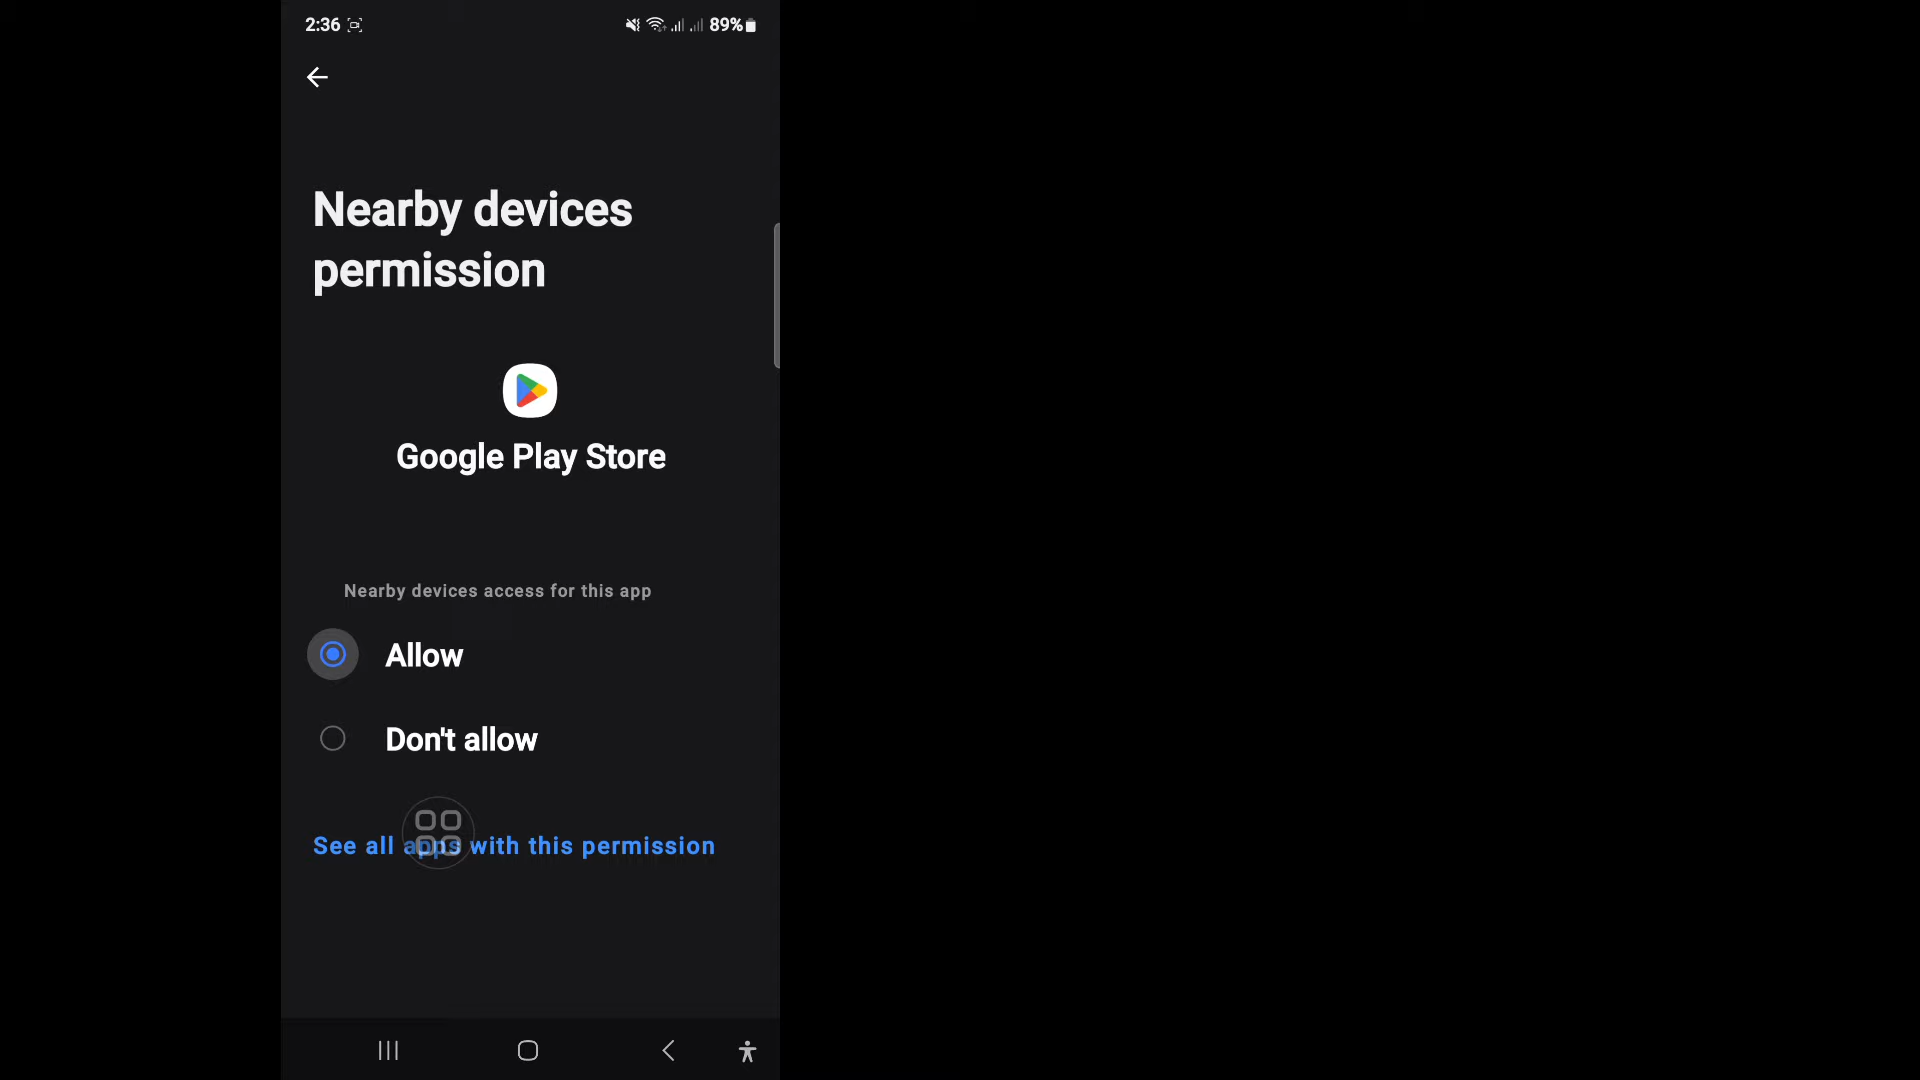 2:36
89%
Nearby devices
permission
Google Play Store
Nearby devices access for this app
Allow
Don't allow
See all apps with this permission